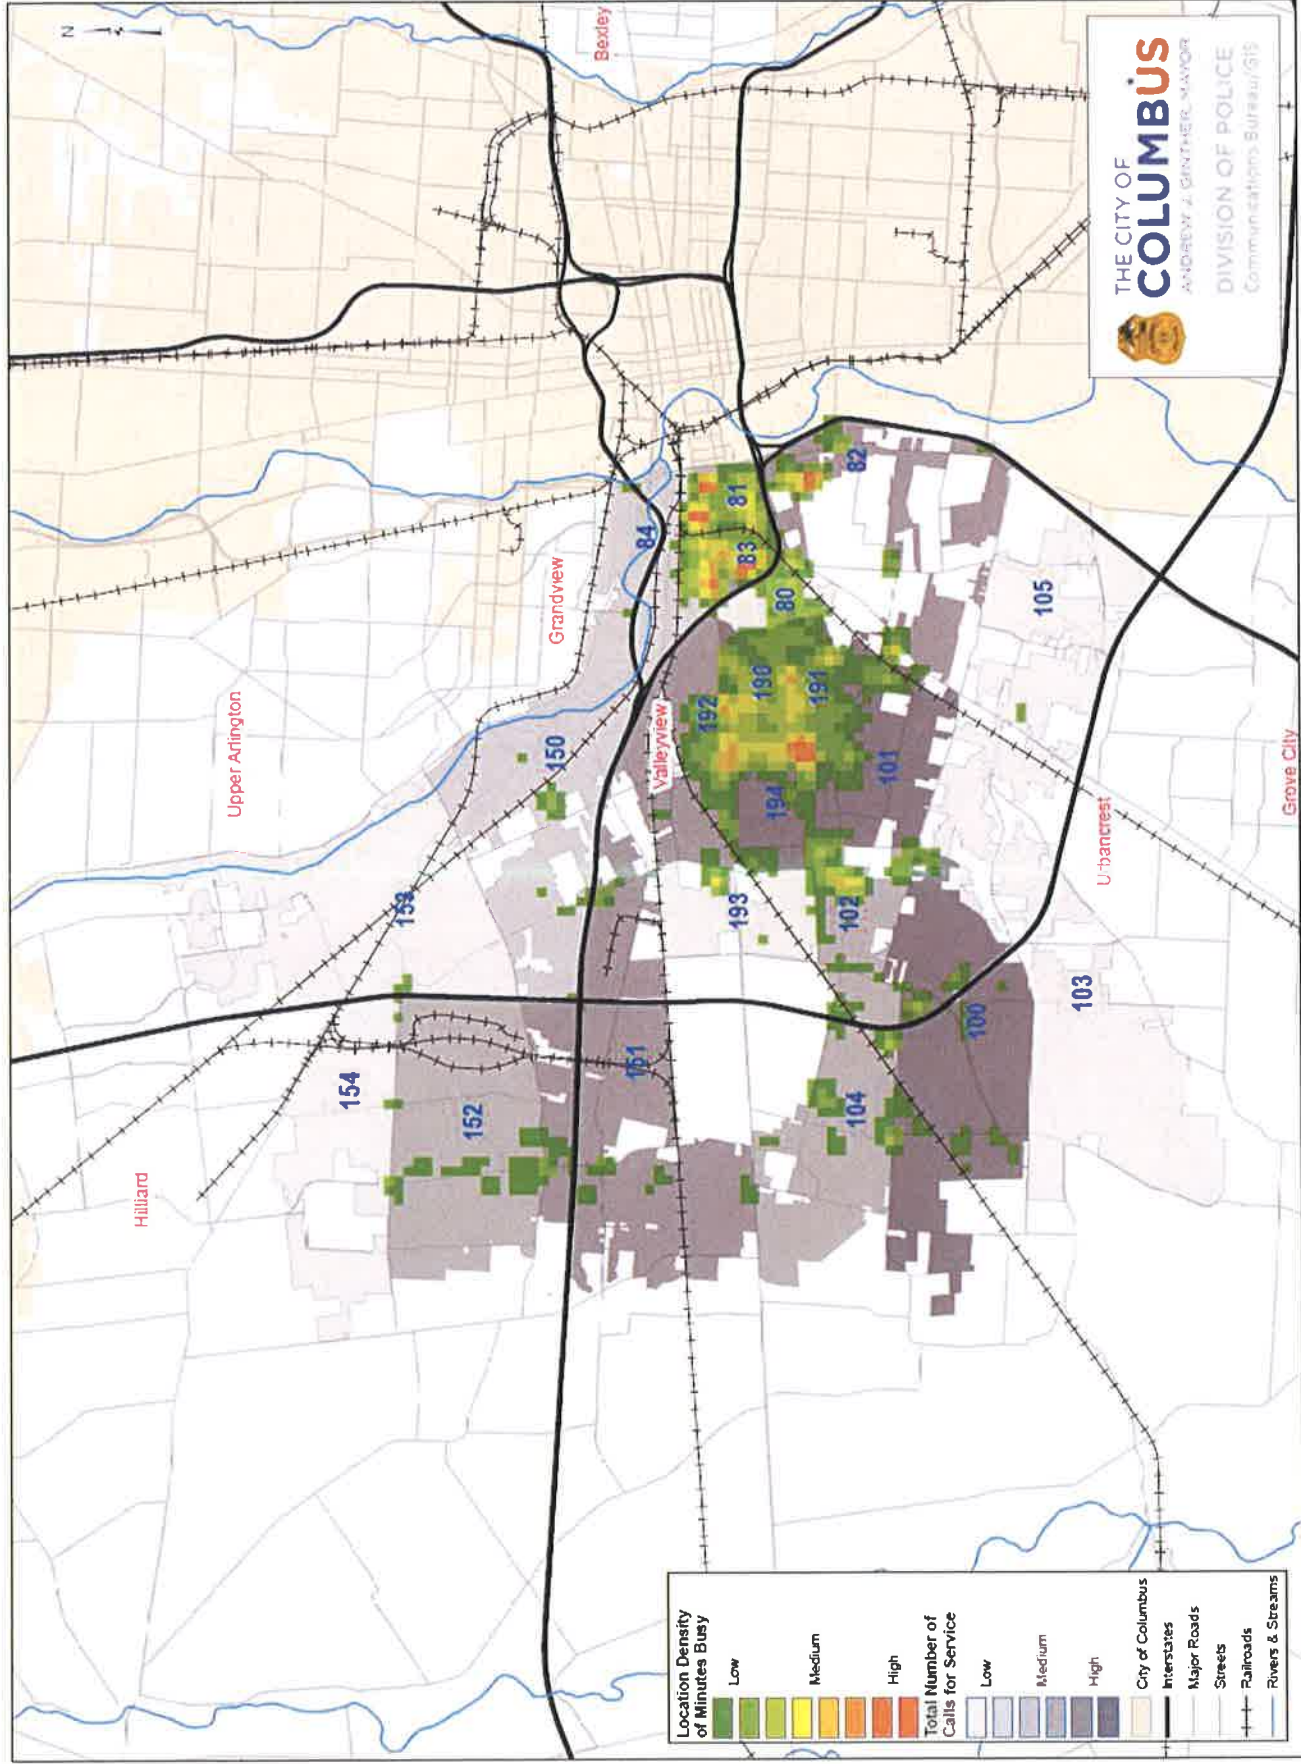 N
Bexley
Hilliard
Upper Arlington
Grandview
Valleyview
Urbancrest
Grove City
154
153
152
150
151
84
81
83
80
82
192
190
191
194
193
101
102
104
100
103
105
THE CITY OF
COLUMBUS
ANDREW J. GINTHER, MAYOR
DIVISION OF POLICE
Communications Bureau/GIS
Location Density
of Minutes Busy
Low
Medium
High
Total Number of
Calls for Service
Low
Medium
High
City of Columbus
Interstates
Major Roads
Streets
Railroads
Rivers & Streams